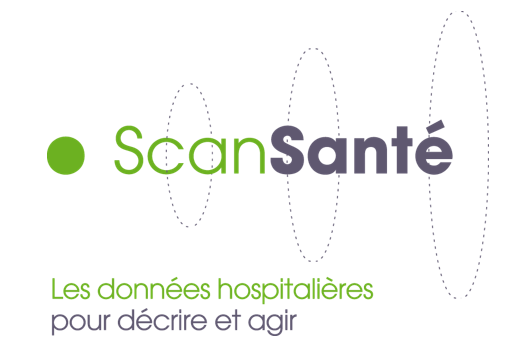 ScanSanté
Les données hospitalières
pour décrire et agir